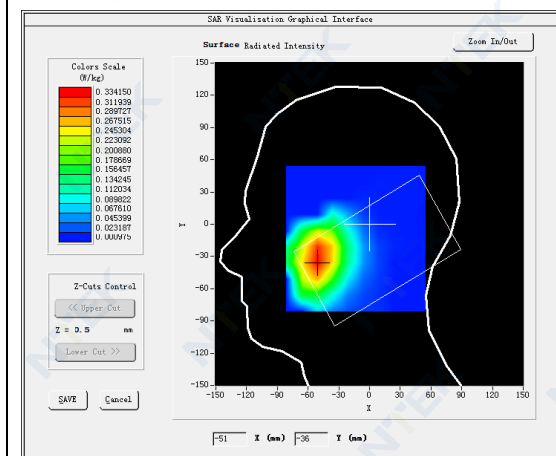 SAR Visualisation Graphical Interface
Surface Radiated Intensity
Zoom In/Out
Colors Scale
(W/kg)
0.334150
0.311939
0.289727
0.267515
0.245304
0.223092
0.200880
0.178669
0.156457
0.134245
0.112034
0.089822
0.067610
0.045399
0.023187
0.000975
150
120
90
60
30
0
-30
-60
-90
-120
-150
Y
-150 -120 -90 -60 -30 0 30 60 90 120 150
X
Z-Cuts Control
<< Upper Cut
Z = 0.5 mm
Lower Cut >>
SAVE
Cancel
-51 X (mm) -36 Y (mm)
NTEK